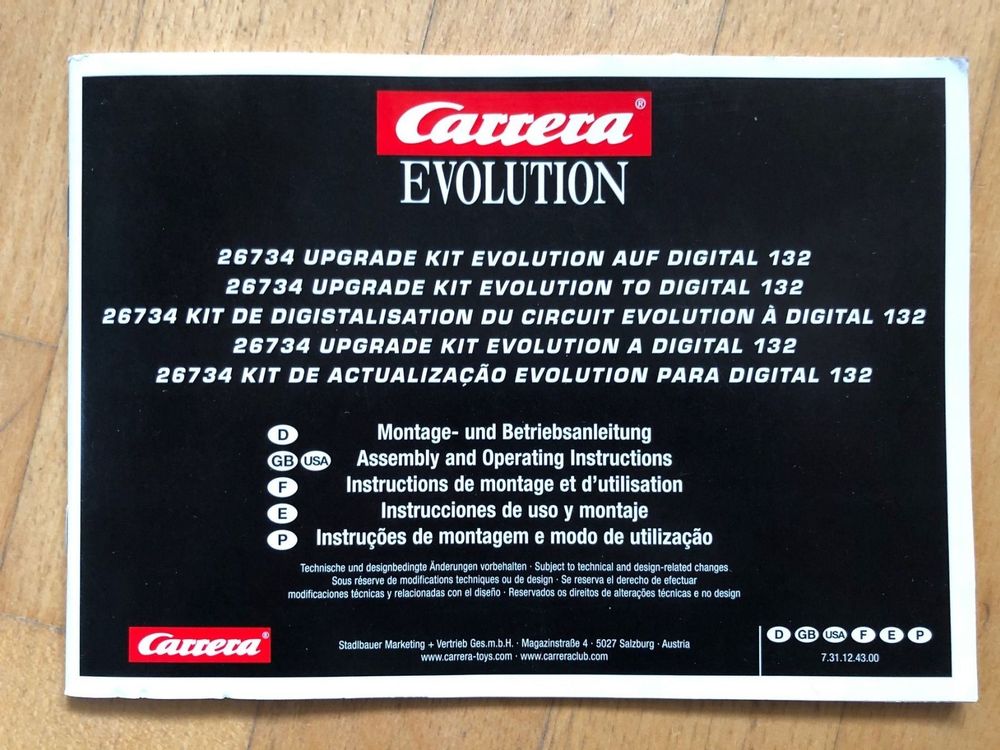 Carrera®
EVOLUTION
26734 UPGRADE KIT EVOLUTION AUF DIGITAL 132
26734 UPGRADE KIT EVOLUTION TO DIGITAL 132
26734 KIT DE DIGISTALISATION DU CIRCUIT EVOLUTION À DIGITAL 132
26734 UPGRADE KIT EVOLUTION A DIGITAL 132
26734 KIT DE ACTUALIZAÇÃO EVOLUTION PARA DIGITAL 132
D Montage- und Betriebsanleitung
GB USA Assembly and Operating Instructions
F Instructions de montage et d'utilisation
E Instrucciones de uso y montaje
P Instruções de montagem e modo de utilização
Technische und designbedingte Änderungen vorbehalten · Subject to technical and design-related changes
Sous réserve de modifications techniques ou de design · Se reserva el derecho de efectuar
modificaciones técnicas y relacionadas con el diseño · Reservados os direitos de alterações técnicas e no design
Carrera®
Stadlbauer Marketing + Vertrieb Ges.m.b.H. · Magazinstraße 4 · 5027 Salzburg · Austria
www.carrera-toys.com · www.carreraclub.com
D GB USA F E P
7.31.12.43.00